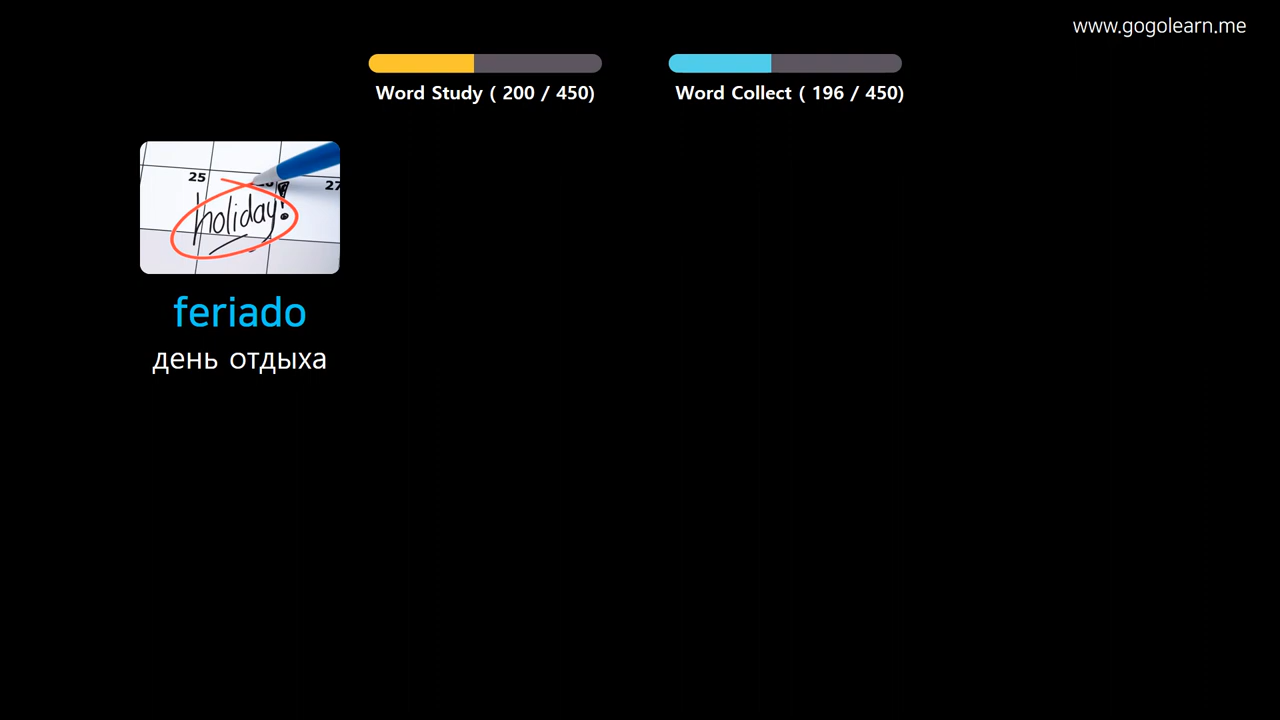 www.gogolearn.me
Word Study ( 200 / 450)
Word Collect ( 196 / 450)
25
27
holiday!
feriado
день отдыха